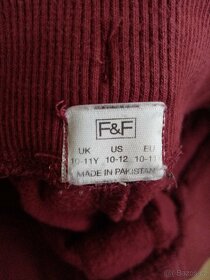 F&F
UK US EU
10-11Y 10-12 10-11
MADE IN PAKISTAN